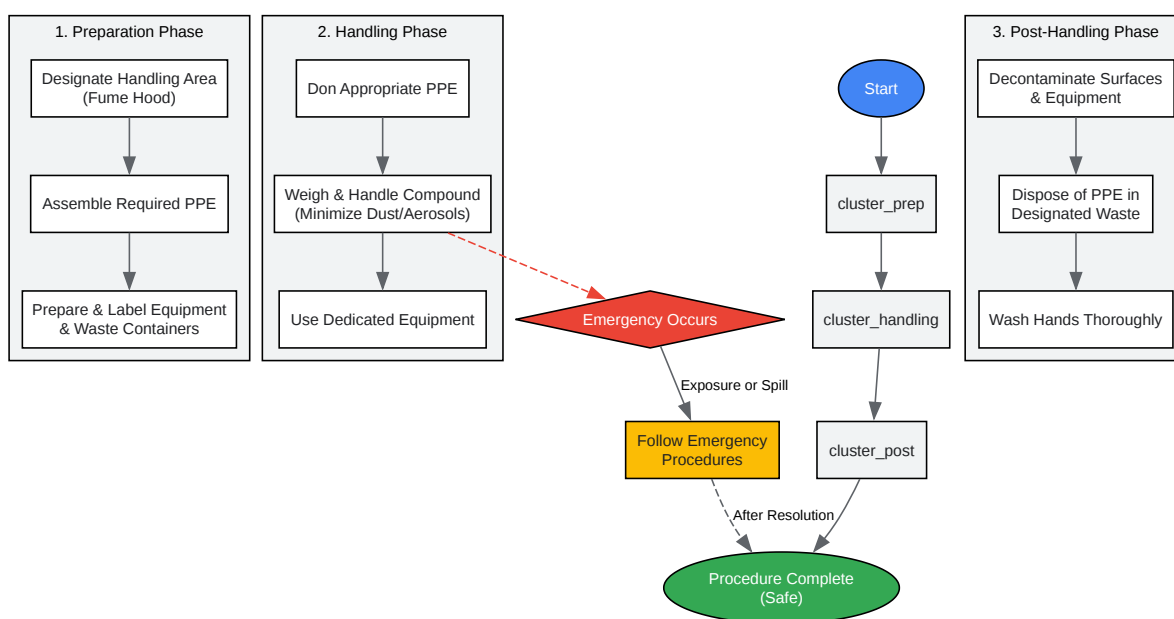 1. Preparation Phase
Designate Handling Area
(Fume Hood)
Assemble Required PPE
Prepare & Label Equipment
& Waste Containers
2. Handling Phase
Don Appropriate PPE
Weigh & Handle Compound
(Minimize Dust/Aerosols)
Use Dedicated Equipment
Emergency Occurs
Exposure or Spill
Follow Emergency
Procedures
After Resolution
Start
cluster_prep
cluster_handling
cluster_post
Procedure Complete
(Safe)
3. Post-Handling Phase
Decontaminate Surfaces
& Equipment
Dispose of PPE in
Designated Waste
Wash Hands Thoroughly